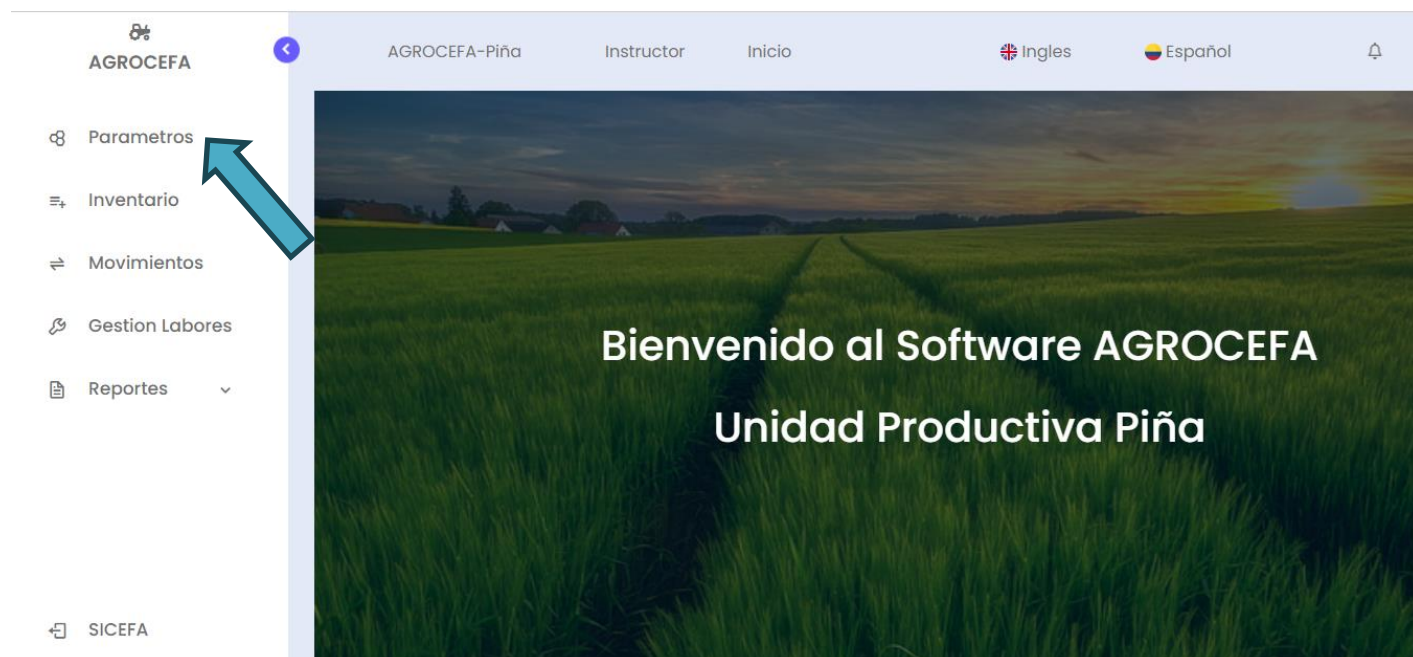 AGROCEFA
AGROCEFA-Piña
Instructor
Inicio
Ingles
Español
Parametros
Inventario
Movimientos
Gestion Labores
Reportes
SICEFA
Bienvenido al Software AGROCEFA
Unidad Productiva Piña